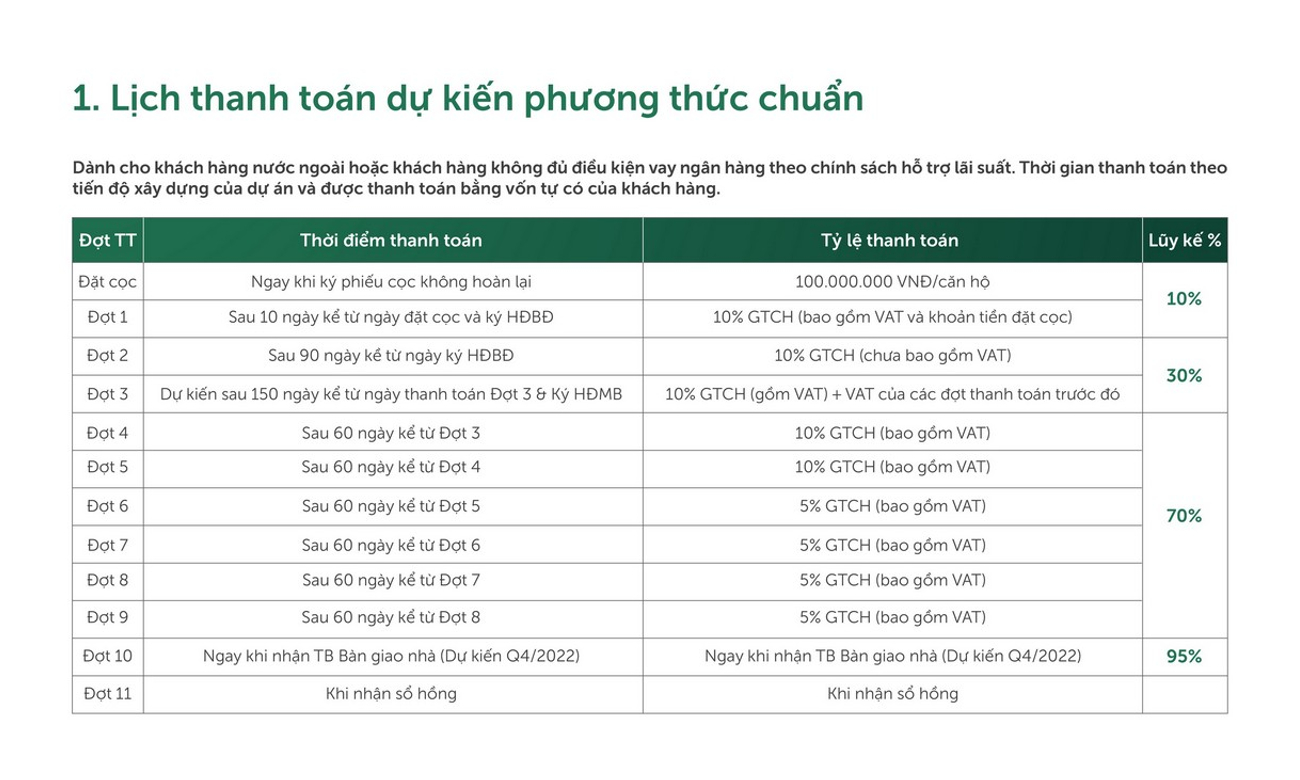 1. Lịch thanh toán dự kiến phương thức chuẩn
Dành cho khách hàng nước ngoài hoặc khách hàng không đủ điều kiện vay ngân hàng theo chính sách hỗ trợ lãi suất. Thời gian thanh toán theo
tiến độ xây dựng của dự án và được thanh toán bằng vốn tự có của khách hàng.
Đợt TT Thời điểm thanh toán Tỷ lệ thanh toán Lũy kế %
Đặt cọc Ngay khi ký phiếu cọc không hoàn lại 100.000.000 VNĐ/căn hộ
10%
Đợt 1 Sau 10 ngày kể từ ngày đặt cọc và ký HĐBĐ 10% GTCH (bao gồm VAT và khoản tiền đặt cọc)
Đợt 2 Sau 90 ngày kể từ ngày ký HĐBĐ 10% GTCH (chưa bao gồm VAT)
30%
Đợt 3 Dự kiến sau 150 ngày kể từ ngày thanh toán Đợt 3 & Ký HĐMB 10% GTCH (gồm VAT) + VAT của các đợt thanh toán trước đó
Đợt 4 Sau 60 ngày kể từ Đợt 3 10% GTCH (bao gồm VAT)
Đợt 5 Sau 60 ngày kể từ Đợt 4 10% GTCH (bao gồm VAT)
Đợt 6 Sau 60 ngày kể từ Đợt 5 5% GTCH (bao gồm VAT)
70%
Đợt 7 Sau 60 ngày kể từ Đợt 6 5% GTCH (bao gồm VAT)
Đợt 8 Sau 60 ngày kể từ Đợt 7 5% GTCH (bao gồm VAT)
Đợt 9 Sau 60 ngày kể từ Đợt 8 5% GTCH (bao gồm VAT)
Đợt 10 Ngay khi nhận TB Bàn giao nhà (Dự kiến Q4/2022) Ngay khi nhận TB Bàn giao nhà (Dự kiến Q4/2022) 95%
Đợt 11 Khi nhận sổ hồng Khi nhận sổ hồng